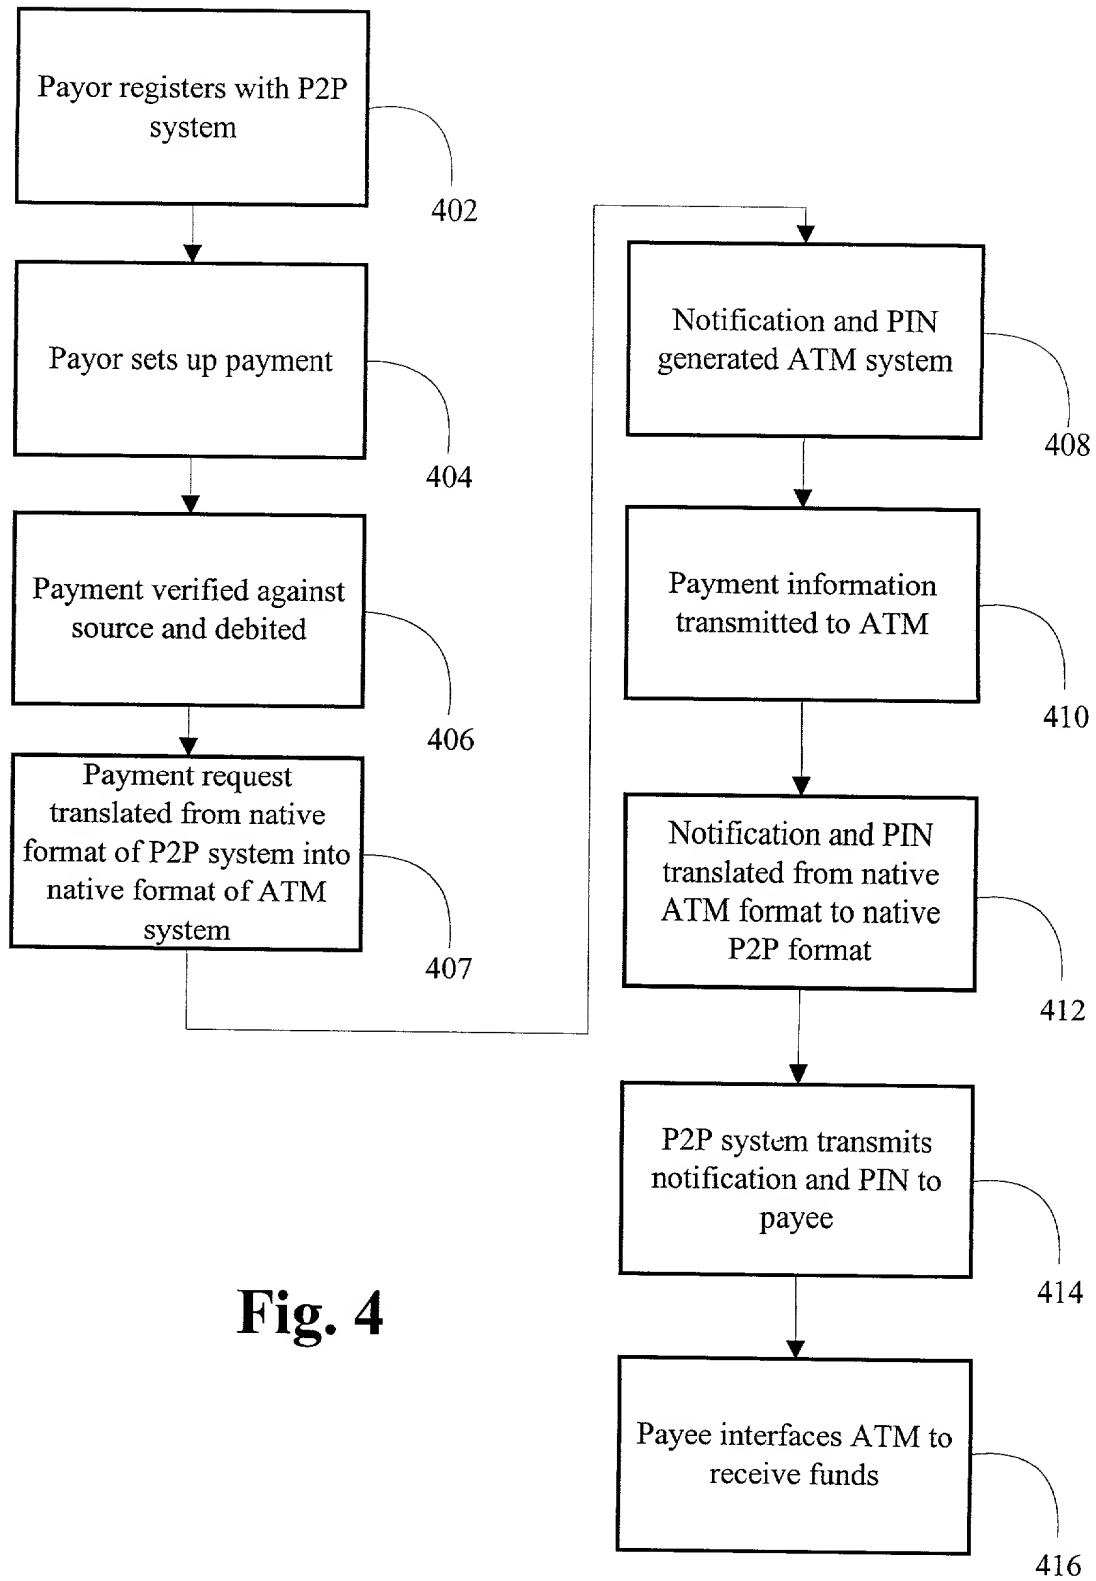 Payor registers with P2P
system
402
Payor sets up payment
404
Payment verified against
source and debited
406
Payment request
translated from native
format of P2P system into
native format of ATM
system
407
Notification and PIN
generated ATM system
408
Payment information
transmitted to ATM
410
Notification and PIN
translated from native
ATM format to native
P2P format
412
P2P system transmits
notification and PIN to
payee
414
Payee interfaces ATM to
receive funds
416
Fig. 4